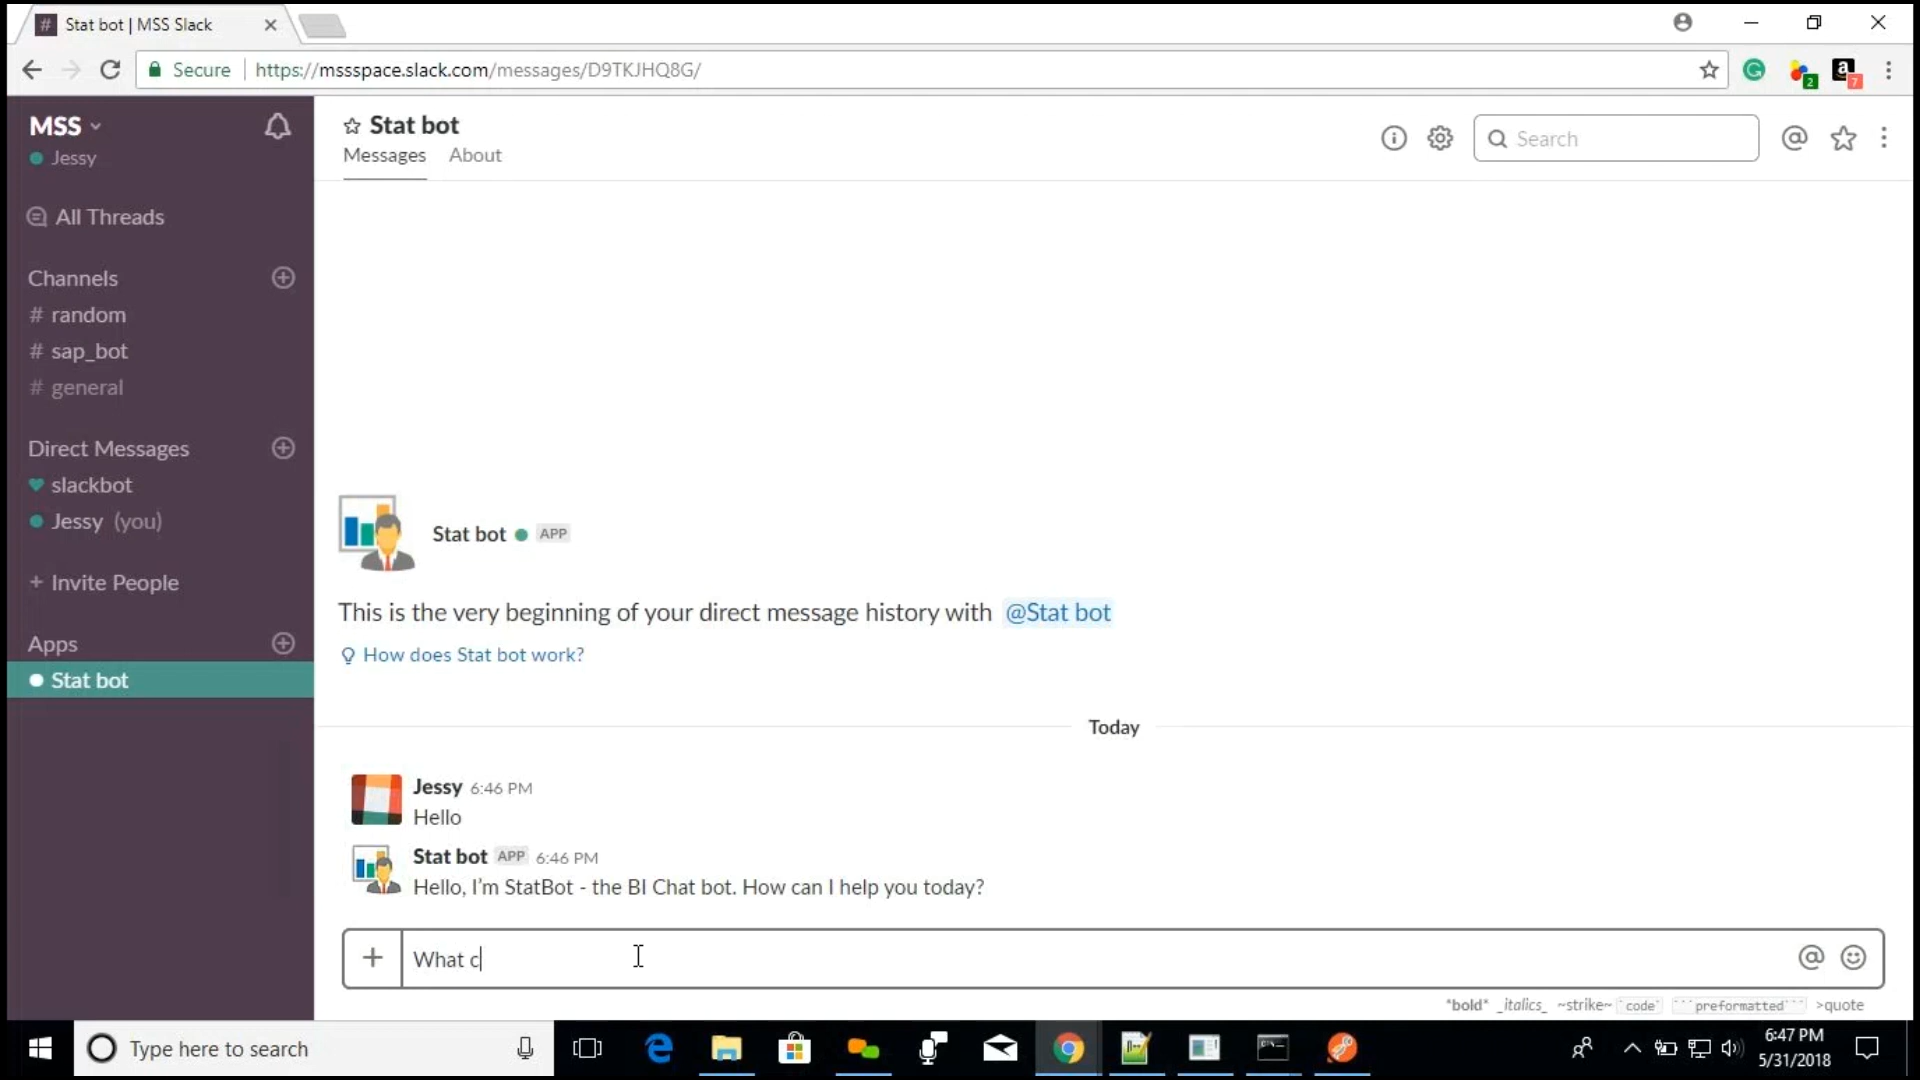 # Stat bot | MSS Slack
Secure https://mssspace.slack.com/messages/D9TKJHQ8G/
2
a 7
MSS
Jessy
All Threads
Channels
# random
# sap_bot
# general
Direct Messages
slackbot
Jessy (you)
+ Invite People
Apps
Stat bot
Stat bot
Messages About
Search
Stat bot APP
This is the very beginning of your direct message history with @Stat bot
How does Stat bot work?
Today
Jessy 6:46 PM
Hello
Stat bot APP 6:46 PM
Hello, I'm StatBot - the BI Chat bot. How can I help you today?
What c
*bold* _italics_ ~strike~ `code` ```preformatted``` >quote
Type here to search
6:47 PM
5/31/2018